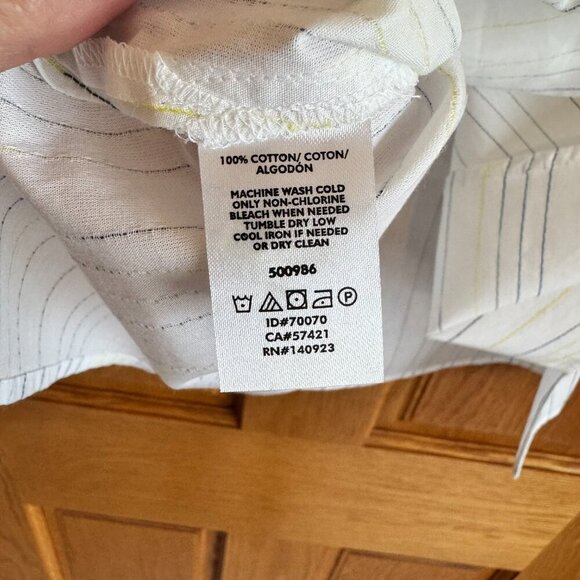 100% COTTON/ COTON/
ALGODÓN
MACHINE WASH COLD
ONLY NON-CHLORINE
BLEACH WHEN NEEDED
TUMBLE DRY LOW
COOL IRON IF NEEDED
OR DRY CLEAN
500986
P
ID#70070
CA#57421
RN#140923